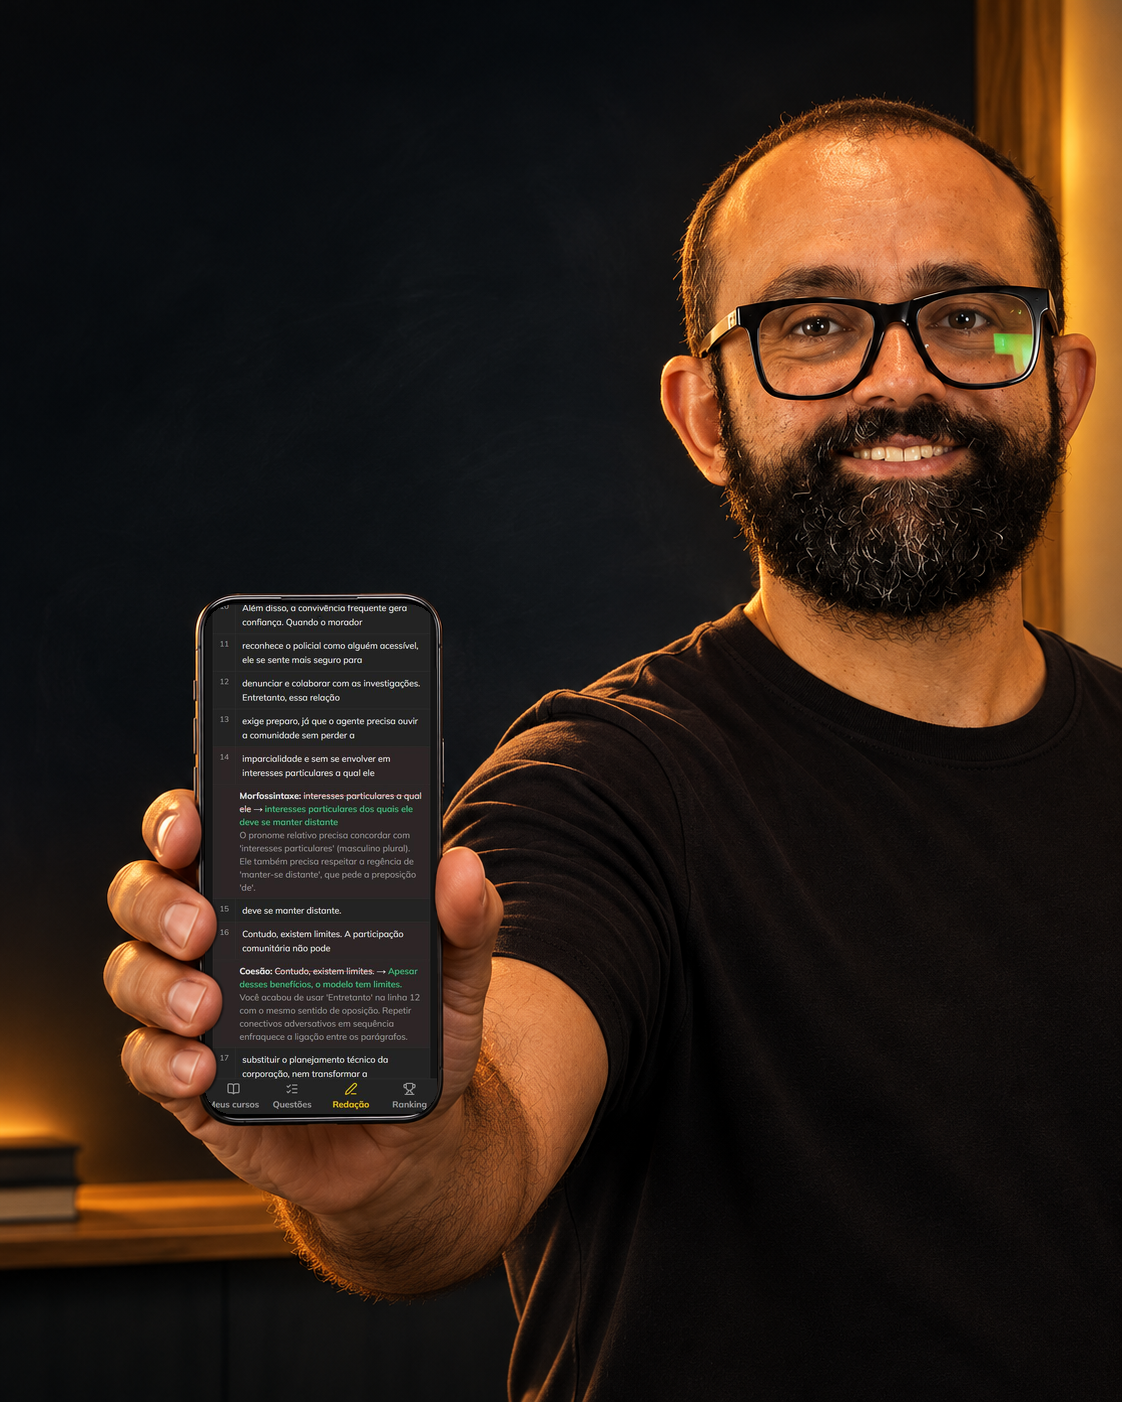 Além disso, a convivência frequente gera
confiança. Quando o morador
11 reconhece o policial como alguém acessível,
ele se sente mais seguro para
12 denunciar e colaborar com as investigações.
Entretanto, essa relação
13 exige preparo, já que o agente precisa ouvir
a comunidade sem perder a
14 imparcialidade e sem se envolver em
interesses particulares a qual ele
Morfossintaxe: interesses particulares a qual
ele → interesses particulares dos quais ele
deve se manter distante
O pronome relativo precisa concordar com
'interesses particulares' (masculino plural).
Ele também precisa respeitar a regência de
'manter-se distante', que pede a preposição
'de'.
15 deve se manter distante.
16 Contudo, existem limites. A participação
comunitária não pode
Coesão: Contudo, existem limites. → Apesar
desses benefícios, o modelo tem limites.
Você acabou de usar 'Entretanto' na linha 12
com o mesmo sentido de oposição. Repetir
conectivos adversativos em sequência
enfraquece a ligação entre os parágrafos.
17 substituir o planejamento técnico da
corporação, nem transformar a
Meus cursos Questões Redação Ranking